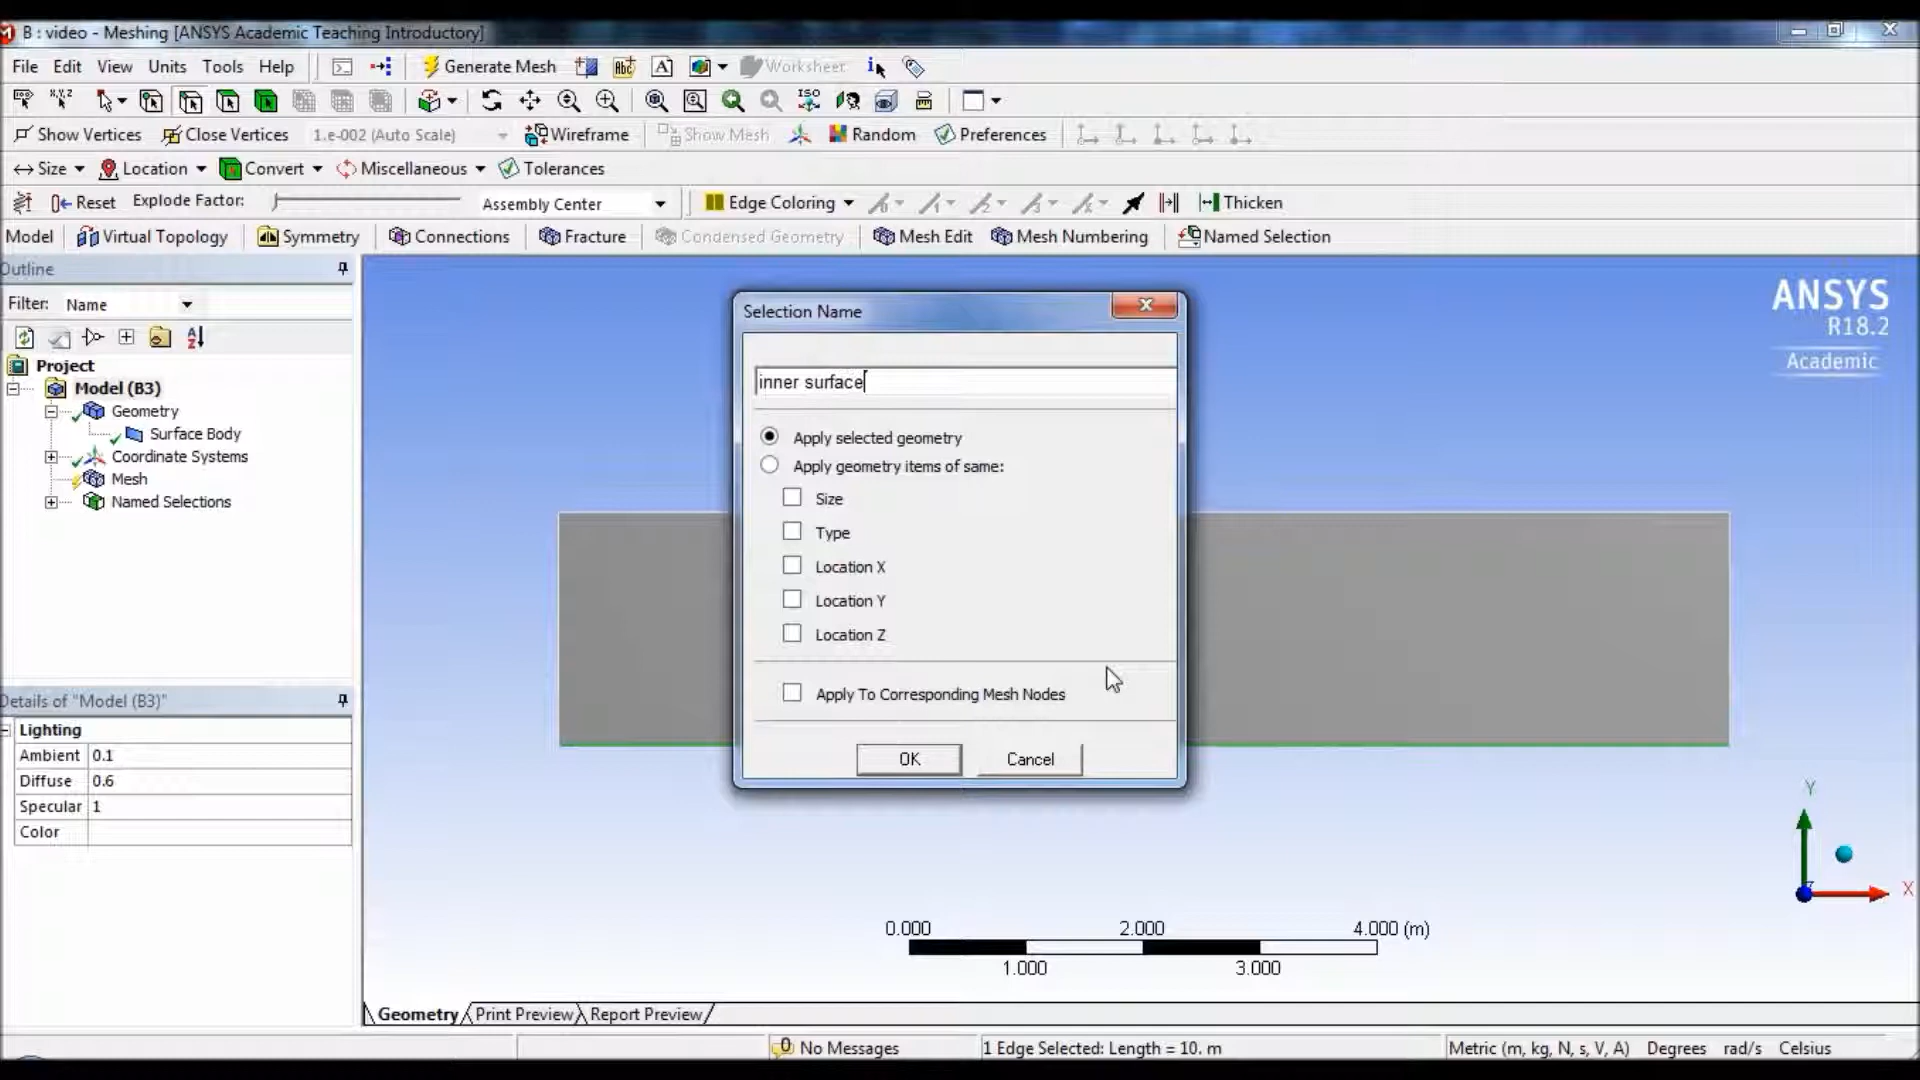 B : video - Meshing [ANSYS Academic Teaching Introductory]
File Edit View Units Tools Help Generate Mesh Worksheet
Show Vertices Close Vertices 1.e-002 (Auto Scale) Wireframe Show Mesh Random Preferences
Size Location Convert Miscellaneous Tolerances
Reset Explode Factor: Assembly Center Edge Coloring Thicken
Model Virtual Topology Symmetry Connections Fracture Condensed Geometry Mesh Edit Mesh Numbering Named Selection
Outline
Filter: Name
Project
Model (B3)
Geometry
Surface Body
Coordinate Systems
Mesh
Named Selections
Details of "Model (B3)"
Lighting
Ambient 0.1
Diffuse 0.6
Specular 1
Color
ANSYS
R18.2
Academic
Selection Name
inner surface
Apply selected geometry
Apply geometry items of same:
Size
Type
Location X
Location Y
Location Z
Apply To Corresponding Mesh Nodes
OK Cancel
Y
X
0.000 2.000 4.000 (m)
1.000 3.000
Geometry Print Preview Report Preview
No Messages 1 Edge Selected: Length = 10. m Metric (m, kg, N, s, V, A) Degrees rad/s Celsius